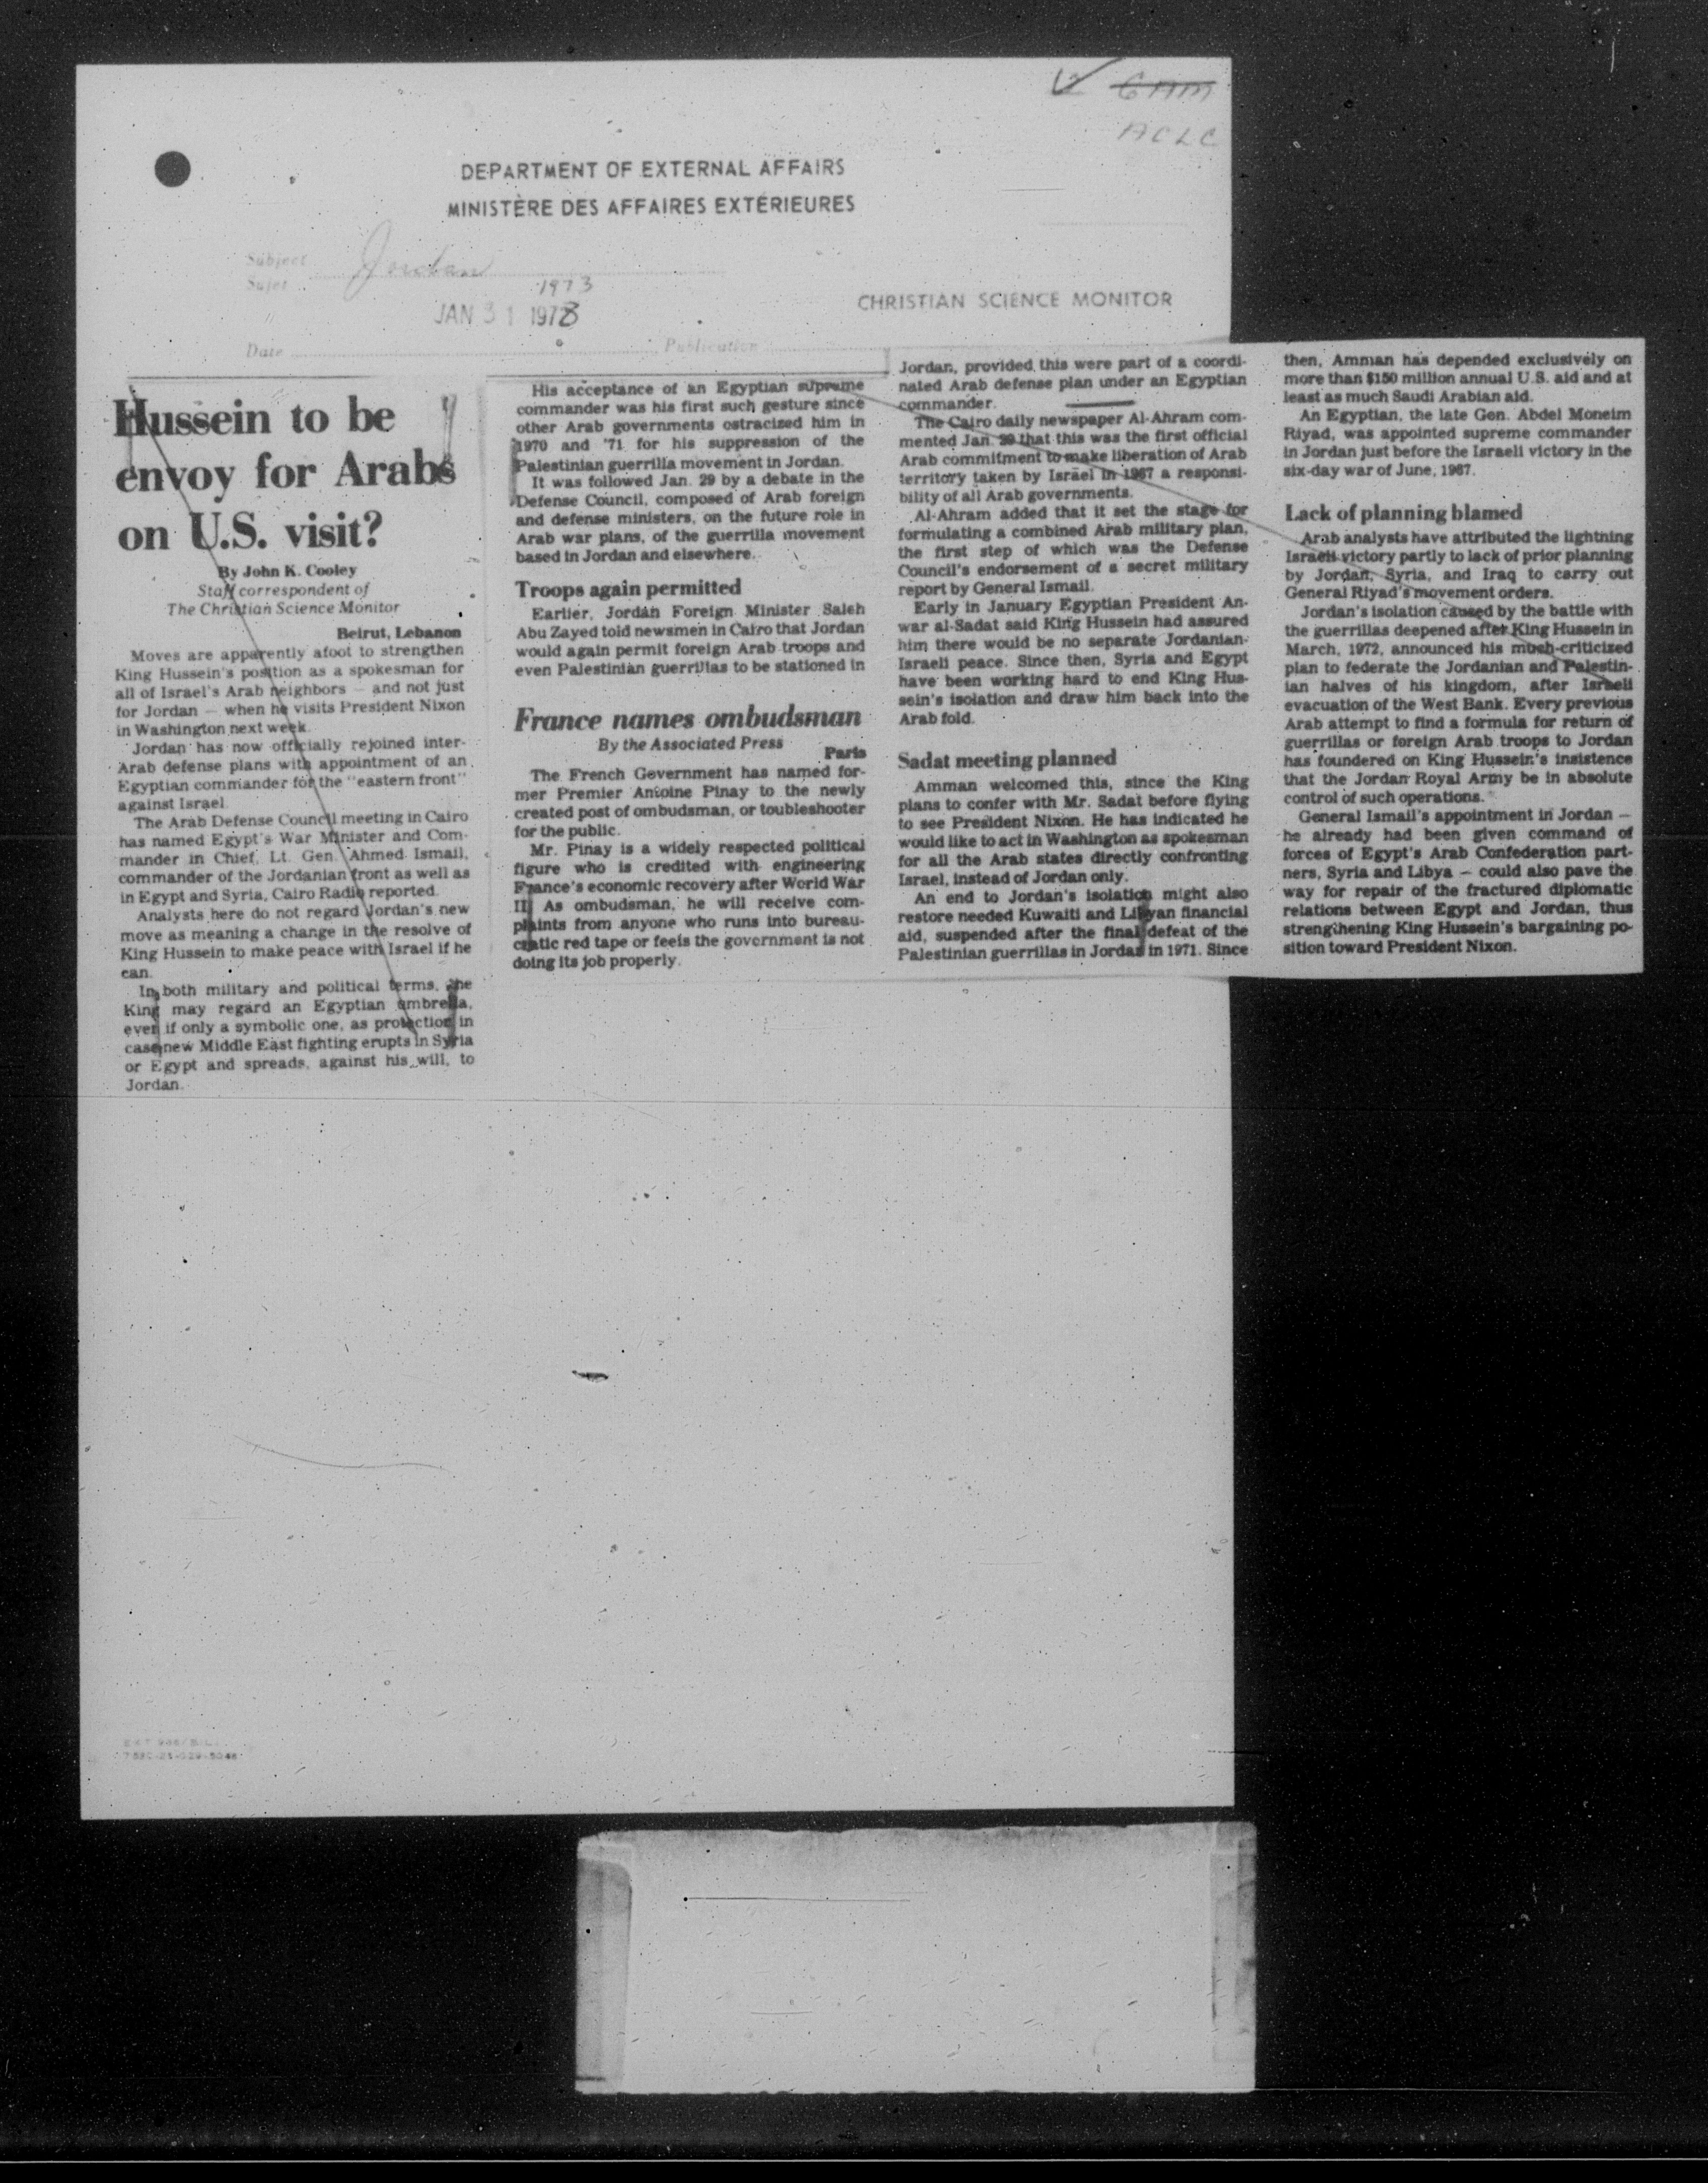 GAM
ACLC
DEPARTMENT OF EXTERNAL AFFAIRS
MINISTÈRE DES AFFAIRES EXTÉRIEURES
Subject
Sujet
Jordan
1973
JAN 31 1973
CHRISTIAN SCIENCE MONITOR
Date
Publication
Hussein to be
envoy for Arabs
on U.S. visit?
By John K. Cooley
Staff correspondent of
The Christian Science Monitor
Beirut, Lebanon
Moves are apparently afoot to strengthen
King Hussein's position as a spokesman for
all of Israel's Arab neighbors — and not just
for Jordan — when he visits President Nixon
in Washington next week.
Jordan has now officially rejoined inter-
Arab defense plans with appointment of an
Egyptian commander for the "eastern front"
against Israel.
The Arab Defense Council meeting in Cairo
has named Egypt's War Minister and Com-
mander in Chief, Lt. Gen. Ahmed Ismail,
commander of the Jordanian front as well as
in Egypt and Syria, Cairo Radio reported.
Analysts here do not regard Jordan's new
move as meaning a change in the resolve of
King Hussein to make peace with Israel if he
can.
In both military and political terms, the
King may regard an Egyptian umbrella,
even if only a symbolic one, as protection in
case new Middle East fighting erupts in Syria
or Egypt and spreads, against his will, to
Jordan.
His acceptance of an Egyptian supreme
commander was his first such gesture since
other Arab governments ostracized him in
1970 and '71 for his suppression of the
Palestinian guerrilla movement in Jordan.
It was followed Jan. 29 by a debate in the
Defense Council, composed of Arab foreign
and defense ministers, on the future role in
Arab war plans, of the guerrilla movement
based in Jordan and elsewhere.
Troops again permitted
Earlier, Jordan Foreign Minister Saleh
Abu Zayed told newsmen in Cairo that Jordan
would again permit foreign Arab troops and
even Palestinian guerrillas to be stationed in
France names ombudsman
By the Associated Press
Paris
The French Government has named for-
mer Premier Antoine Pinay to the newly
created post of ombudsman, or toubleshooter
for the public.
Mr. Pinay is a widely respected political
figure who is credited with engineering
France's economic recovery after World War
II. As ombudsman, he will receive com-
plaints from anyone who runs into bureau-
cratic red tape or feels the government is not
doing its job properly.
Jordan, provided this were part of a coordi-
nated Arab defense plan under an Egyptian
commander.
The Cairo daily newspaper Al-Ahram com-
mented Jan. 29 that this was the first official
Arab commitment to make liberation of Arab
territory taken by Israel in 1967 a responsi-
bility of all Arab governments.
Al-Ahram added that it set the stage for
formulating a combined Arab military plan,
the first step of which was the Defense
Council's endorsement of a secret military
report by General Ismail.
Early in January Egyptian President An-
war al-Sadat said King Hussein had assured
him there would be no separate Jordanian-
Israeli peace. Since then, Syria and Egypt
have been working hard to end King Hus-
sein's isolation and draw him back into the
Arab fold.
Sadat meeting planned
Amman welcomed this, since the King
plans to confer with Mr. Sadat before flying
to see President Nixon. He has indicated he
would like to act in Washington as spokesman
for all the Arab states directly confronting
Israel, instead of Jordan only.
An end to Jordan's isolation might also
restore needed Kuwaiti and Libyan financial
aid, suspended after the final defeat of the
Palestinian guerrillas in Jordan in 1971. Since
then, Amman has depended exclusively on
more than $150 million annual U.S. aid and at
least as much Saudi Arabian aid.
An Egyptian, the late Gen. Abdel Moneim
Riyad, was appointed supreme commander
in Jordan just before the Israeli victory in the
six-day war of June, 1967.
Lack of planning blamed
Arab analysts have attributed the lightning
Israeli victory partly to lack of prior planning
by Jordan, Syria, and Iraq to carry out
General Riyad's movement orders.
Jordan's isolation caused by the battle with
the guerrillas deepened after King Hussein in
March, 1972, announced his much-criticized
plan to federate the Jordanian and Palestin-
ian halves of his kingdom, after Israeli
evacuation of the West Bank. Every previous
Arab attempt to find a formula for return of
guerrillas or foreign Arab troops to Jordan
has foundered on King Hussein's insistence
that the Jordan Royal Army be in absolute
control of such operations.
General Ismail's appointment in Jordan —
he already had been given command of
forces of Egypt's Arab Confederation part-
ners, Syria and Libya — could also pave the
way for repair of the fractured diplomatic
relations between Egypt and Jordan, thus
strengthening King Hussein's bargaining po-
sition toward President Nixon.